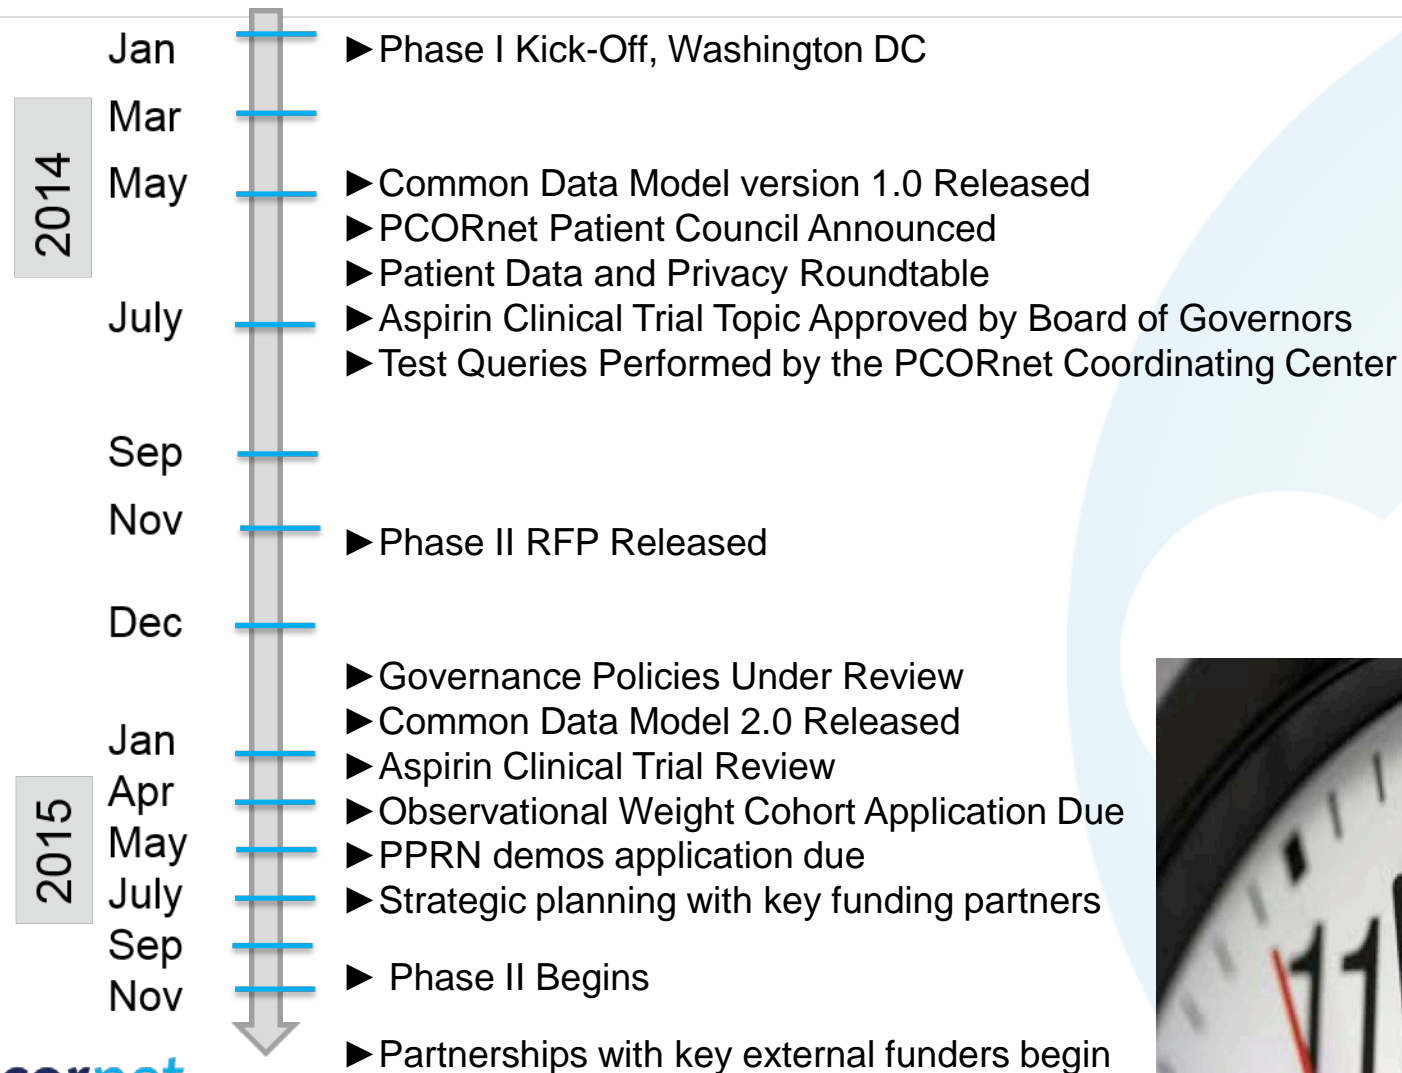 Jan
►Phase I Kick-Off, Washington DC
2014
Mar
May
►Common Data Model version 1.0 Released
►PCORnet Patient Council Announced
►Patient Data and Privacy Roundtable
July
►Aspirin Clinical Trial Topic Approved by Board of Governors
►Test Queries Performed by the PCORnet Coordinating Center
Sep
Nov
►Phase II RFP Released
Dec
►Governance Policies Under Review
►Common Data Model 2.0 Released
Jan
►Aspirin Clinical Trial Review
2015
Apr
►Observational Weight Cohort Application Due
May
►PPRN demos application due
July
►Strategic planning with key funding partners
Sep
► Phase II Begins
Nov
►Partnerships with key external funders begin
11